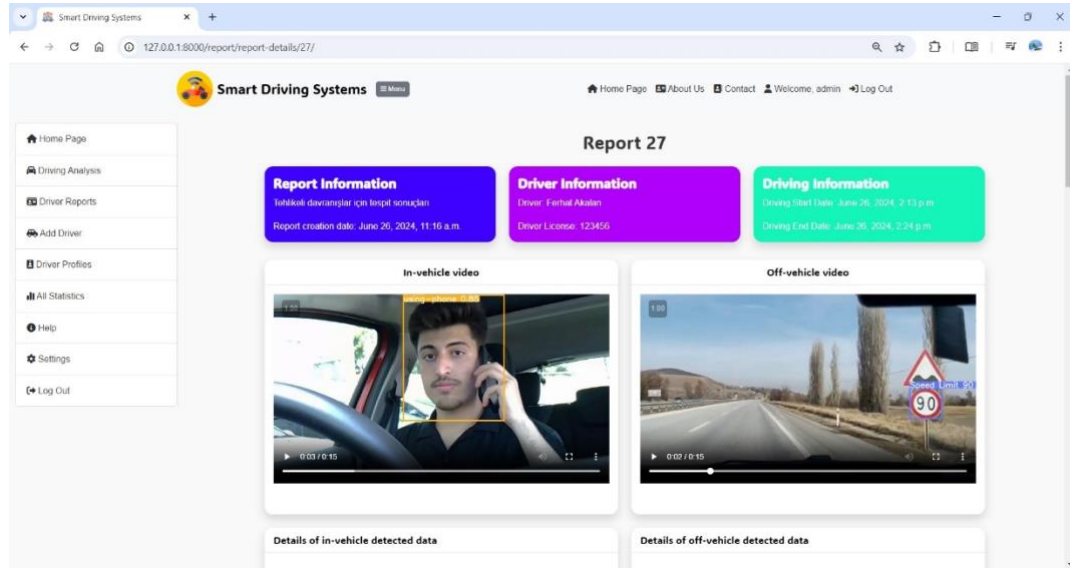 Smart Driving Systems
127.0.0.1:8000/report/report-details/27/
Smart Driving Systems
Menu
Home Page
About Us
Contact
Welcome, admin
Log Out
Home Page
Driving Analysis
Driver Reports
Add Driver
Driver Profiles
All Statistics
Help
Settings
Log Out
Report 27
Report Information
Tehlikeli davranışlar için tespit sonuçları
Report creation date: June 26, 2024, 11:16 a.m.
Driver Information
Driver: Ferhat Akalan
Driver License: 123456
Driving Information
Driving Start Date: June 26, 2024, 2:13 p.m.
Driving End Date: June 26, 2024, 2:24 p.m.
In-vehicle video
1.00
using-phone 0.85
0:03 / 0:15
Off-vehicle video
1.00
Speed Limit 90
90
0:02 / 0:15
Details of in-vehicle detected data
Details of off-vehicle detected data